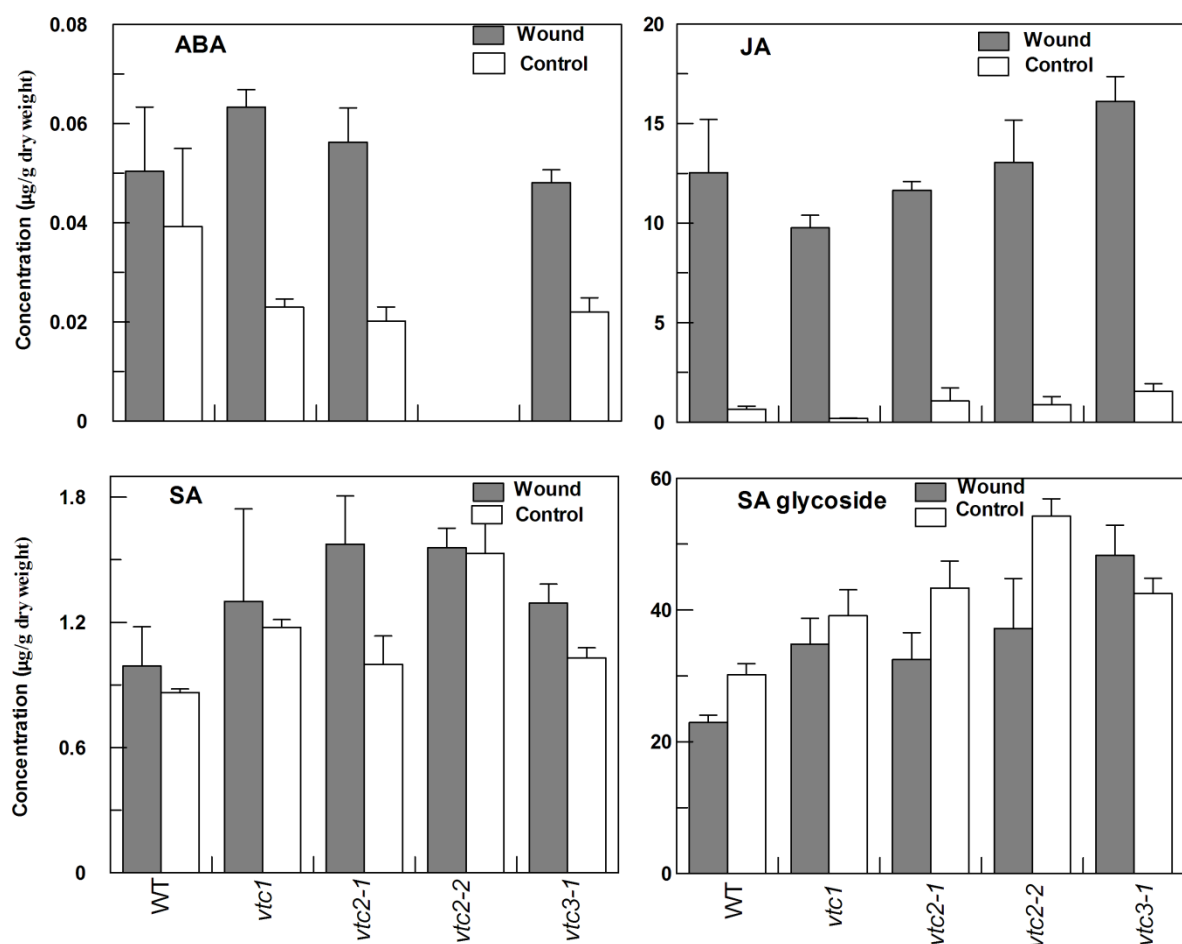 ABA
Wound
Control
0.08
0.06
0.04
0.02
0
Concentration (µg/g dry weight)
JA
Wound
Control
20
15
10
5
0
SA
Wound
Control
1.8
1.2
0.6
0
Concentration (µg/g dry weight)
WT
vtc1
vtc2-1
vtc2-2
vtc3-1
SA glycoside
Wound
Control
60
40
20
0
WT
vtc1
vtc2-1
vtc2-2
vtc3-1